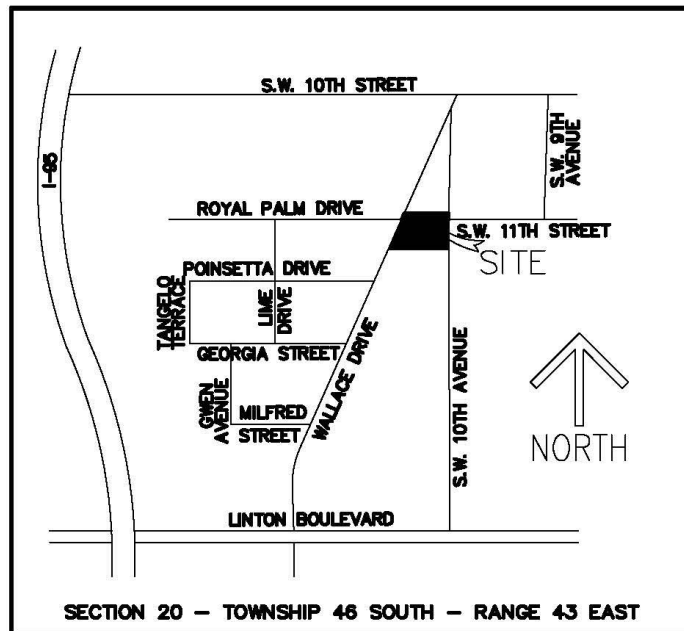 S.W. 10TH STREET
I-95
S.W. 9TH
AVENUE
ROYAL PALM DRIVE
S.W. 11TH STREET
SITE
POINSETTA DRIVE
TANGELO
TERRACE
LIME
DRIVE
GEORGIA STREET
WALLACE DRIVE
GWEN
AVENUE
MILFRED
STREET
S.W. 10TH AVENUE
NORTH
LINTON BOULEVARD
SECTION 20 - TOWNSHIP 46 SOUTH - RANGE 43 EAST